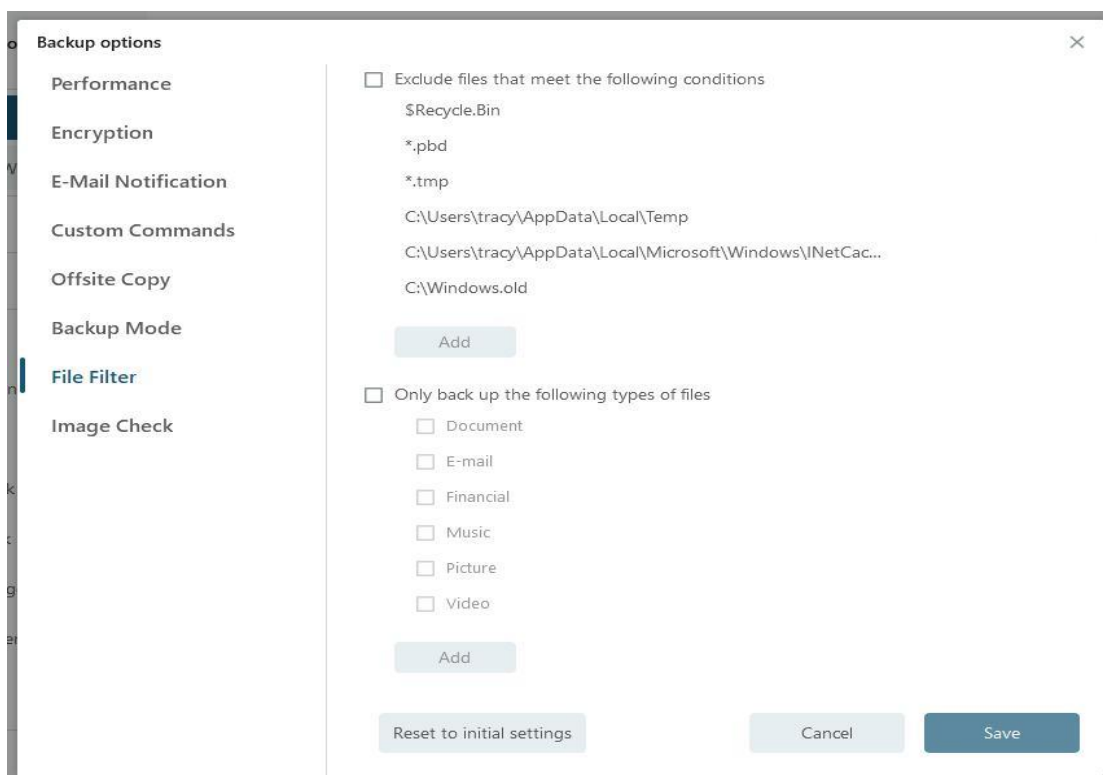 Backup options
Performance
Encryption
E-Mail Notification
Custom Commands
Offsite Copy
Backup Mode
File Filter
Image Check
Exclude files that meet the following conditions
$Recycle.Bin
*.pbd
*.tmp
C:\Users\tracy\AppData\Local\Temp
C:\Users\tracy\AppData\Local\Microsoft\Windows\INetCac...
C:\Windows.old
Add
Only back up the following types of files
Document
E-mail
Financial
Music
Picture
Video
Add
Reset to initial settings
Cancel
Save